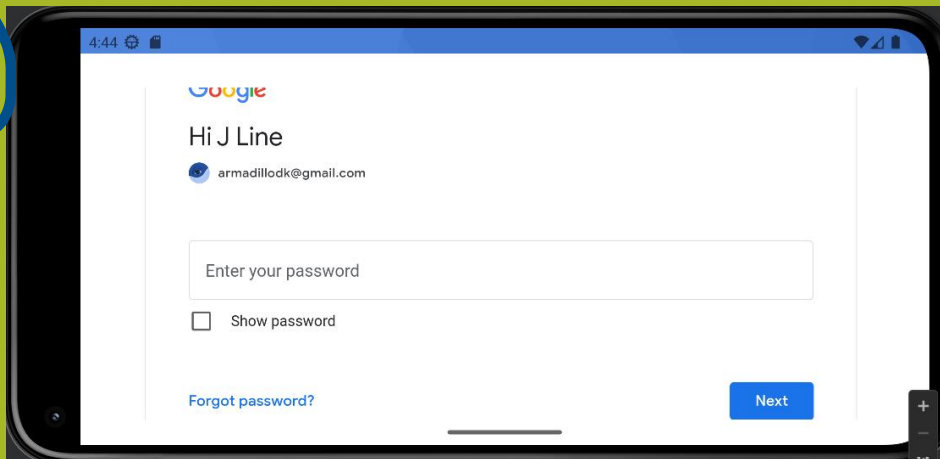 4:44
Google
Hi J Line
armadillodk@gmail.com
Enter your password
Show password
Forgot password?
Next